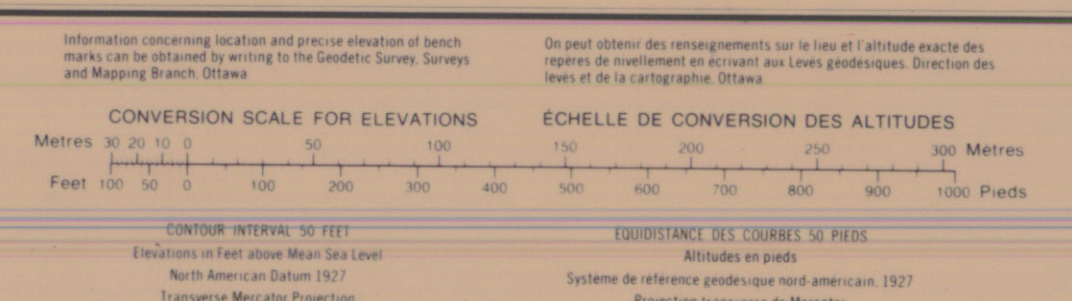 Information concerning location and precise elevation of bench
marks can be obtained by writing to the Geodetic Survey, Surveys
and Mapping Branch, Ottawa
On peut obtenir des renseignements sur le lieu et l'altitude exacte des
repères de nivellement en écrivant aux Levés géodésiques, Direction des
levés et de la cartographie, Ottawa
CONVERSION SCALE FOR ELEVATIONS
ÉCHELLE DE CONVERSION DES ALTITUDES
Metres 30 20 10 0 50 100 150 200 250 300 Mètres
Feet 100 50 0 100 200 300 400 500 600 700 800 900 1000 Pieds
CONTOUR INTERVAL 50 FEET
Elevations in Feet above Mean Sea Level
North American Datum 1927
Transverse Mercator Projection
ÉQUIDISTANCE DES COURBES 50 PIEDS
Altitudes en pieds
Système de référence géodésique nord-américain, 1927
Projection transverse de Mercator